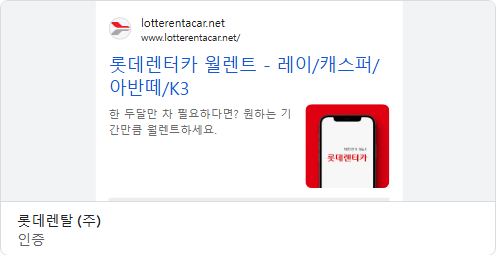 lotterentacar.net
www.lotterentacar.net/
롯데렌터카 월렌트 - 레이/캐스퍼/
아반떼/K3
한 두달만 차 필요하다면? 원하는 기
간만큼 월렌트하세요.
롯데렌터카
롯데렌탈 (주)
인증